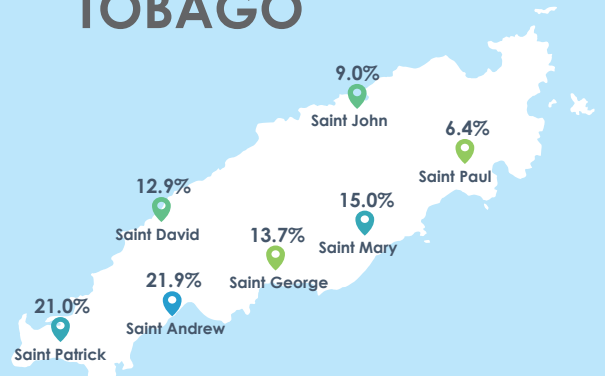 TOBAGO
9.0%
Saint John
6.4%
Saint Paul
12.9%
Saint David
15.0%
Saint Mary
13.7%
Saint George
21.9%
Saint Andrew
21.0%
Saint Patrick